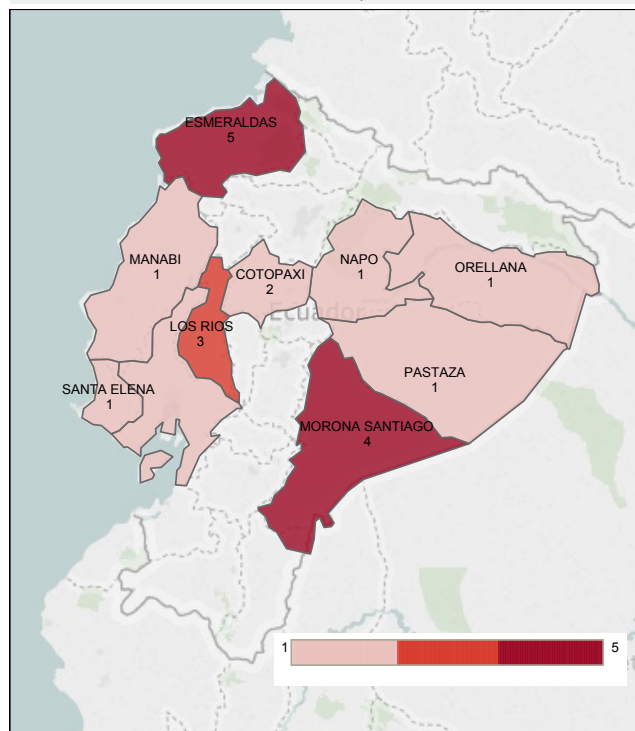 ESMERALDAS
5
MANABI
1
COTOPAXI
2
NAPO
1
ORELLANA
1
Ecuador
LOS RIOS
3
SANTA ELENA
1
PASTAZA
1
MORONA SANTIAGO
4
1
5